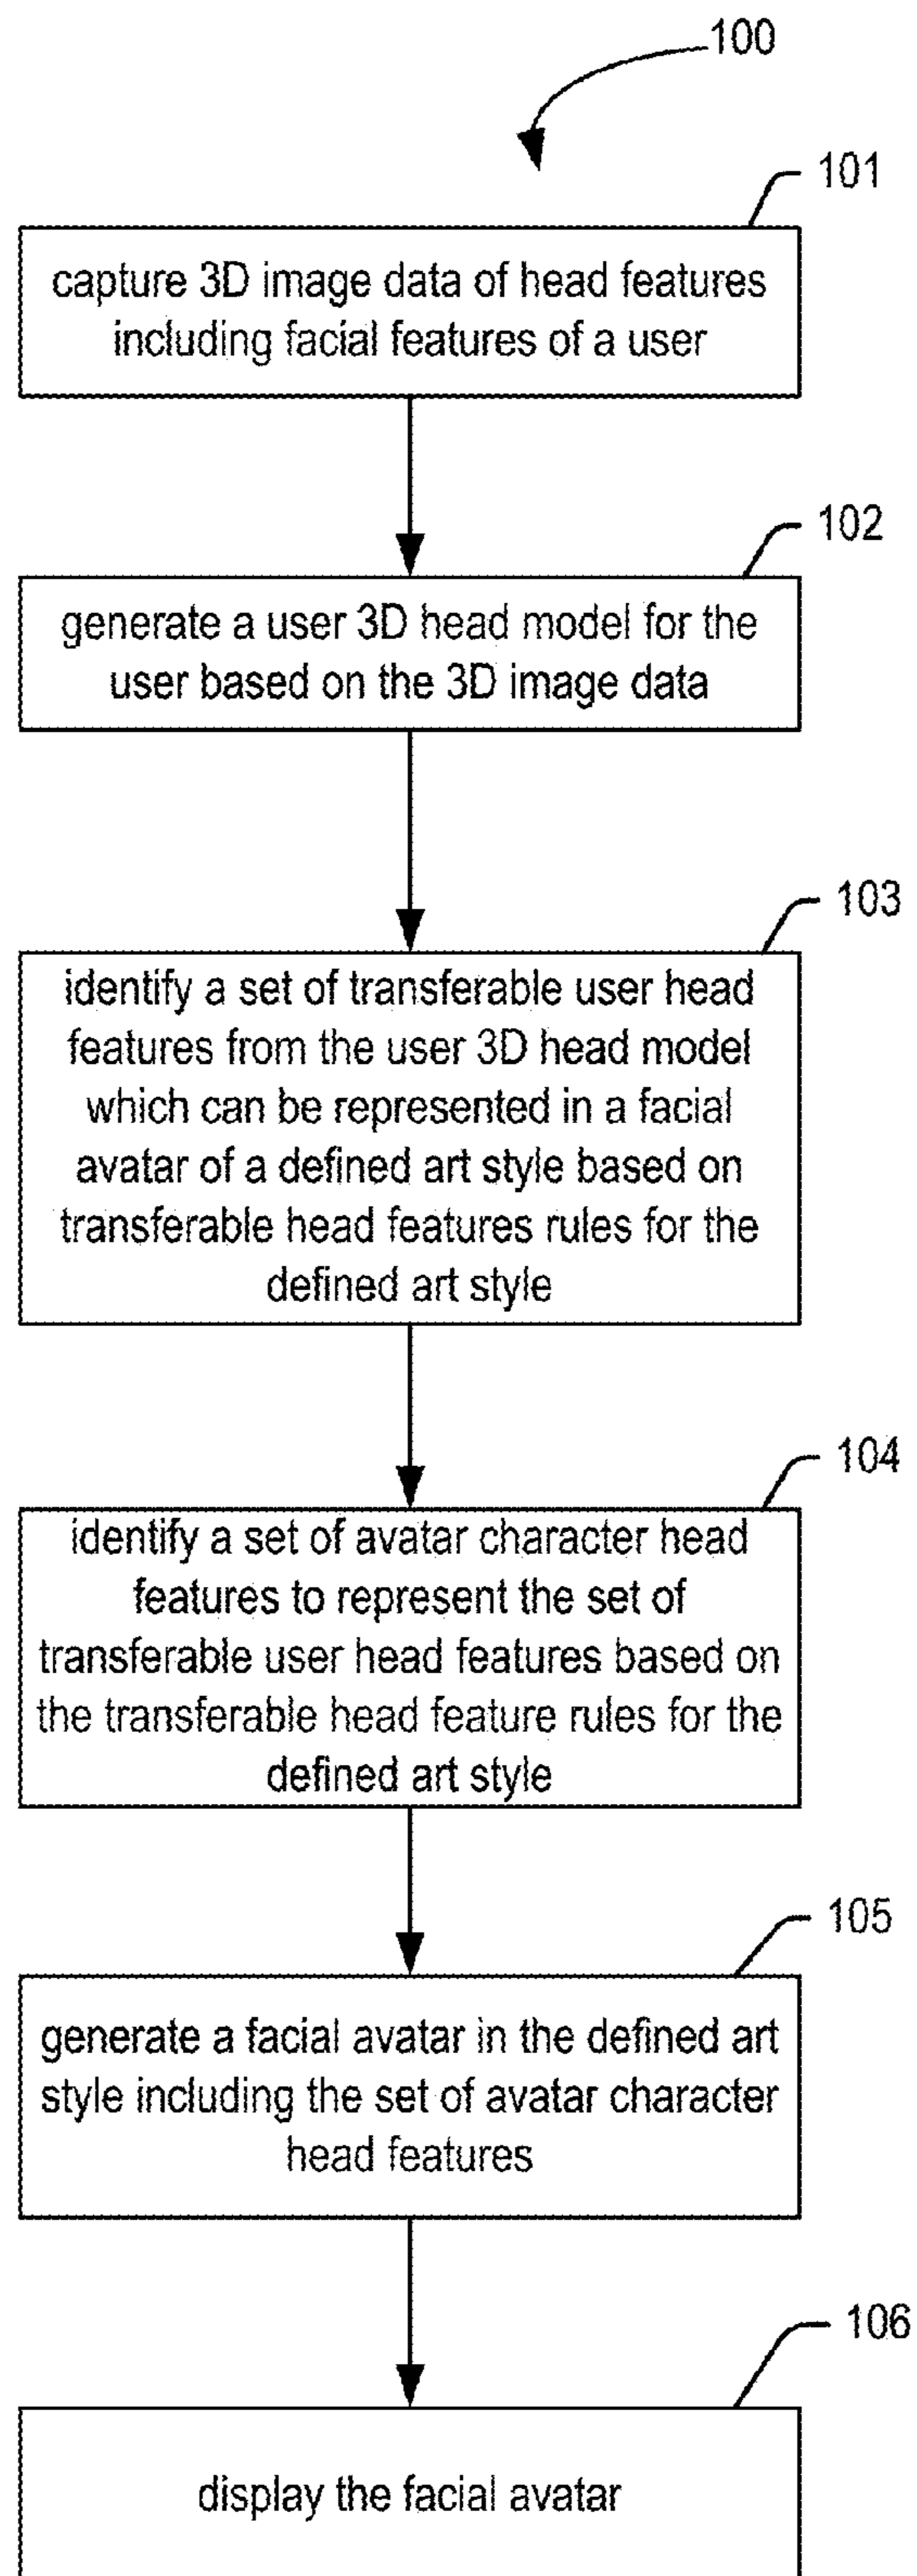 100
101
capture 3D image data of head features
including facial features of a user
102
generate a user 3D head model for the
user based on the 3D image data
103
identify a set of transferable user head
features from the user 3D head model
which can be represented in a facial
avatar of a defined art style based on
transferable head features rules for the
defined art style
104
identify a set of avatar character head
features to represent the set of
transferable user head features based on
the transferable head feature rules for the
defined art style
105
generate a facial avatar in the defined art
style including the set of avatar character
head features
106
display the facial avatar